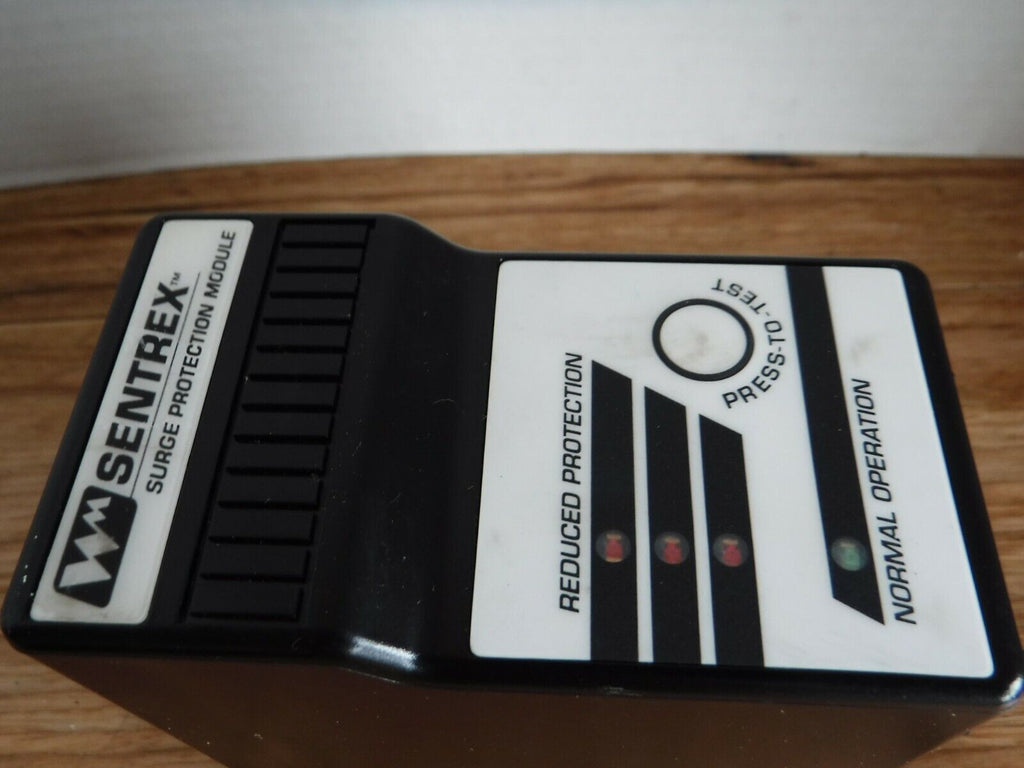 SENTREX™
SURGE PROTECTION MODULE
REDUCED PROTECTION
PRESS-TO-TEST
NORMAL OPERATION